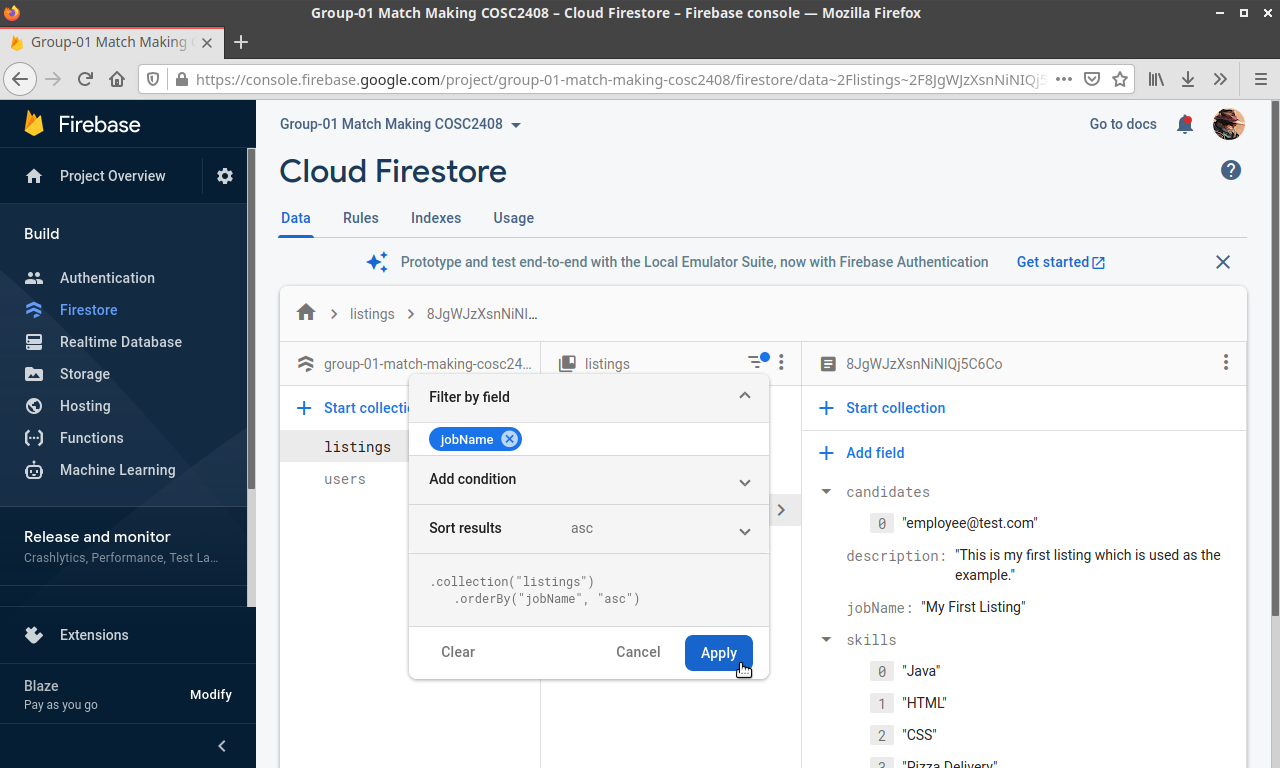 Group-01 Match Making COSC2408 – Cloud Firestore – Firebase console — Mozilla Firefox
Group-01 Match Making
https://console.firebase.google.com/project/group-01-match-making-cosc2408/firestore/data~2Flistings~2F8JgWJzXsnNiNIQj5
Firebase
Project Overview
Build
Authentication
Firestore
Realtime Database
Storage
Hosting
Functions
Machine Learning
Release and monitor
Crashlytics, Performance, Test La...
Extensions
Blaze
Pay as you go
Modify
Group-01 Match Making COSC2408
Go to docs
Cloud Firestore
Data
Rules
Indexes
Usage
Prototype and test end-to-end with the Local Emulator Suite, now with Firebase Authentication
Get started
listings
8JgWJzXsnNiNI...
group-01-match-making-cosc24...
Start collecti
listings
users
listings
Filter by field
jobName
Add condition
Sort results asc
.collection("listings")
.orderBy("jobName", "asc")
Clear
Cancel
Apply
8JgWJzXsnNiNIQj5C6Co
Start collection
Add field
candidates
0 "employee@test.com"
description: "This is my first listing which is used as the
example."
jobName: "My First Listing"
skills
0 "Java"
1 "HTML"
2 "CSS"
3 "Pizza Delivery"